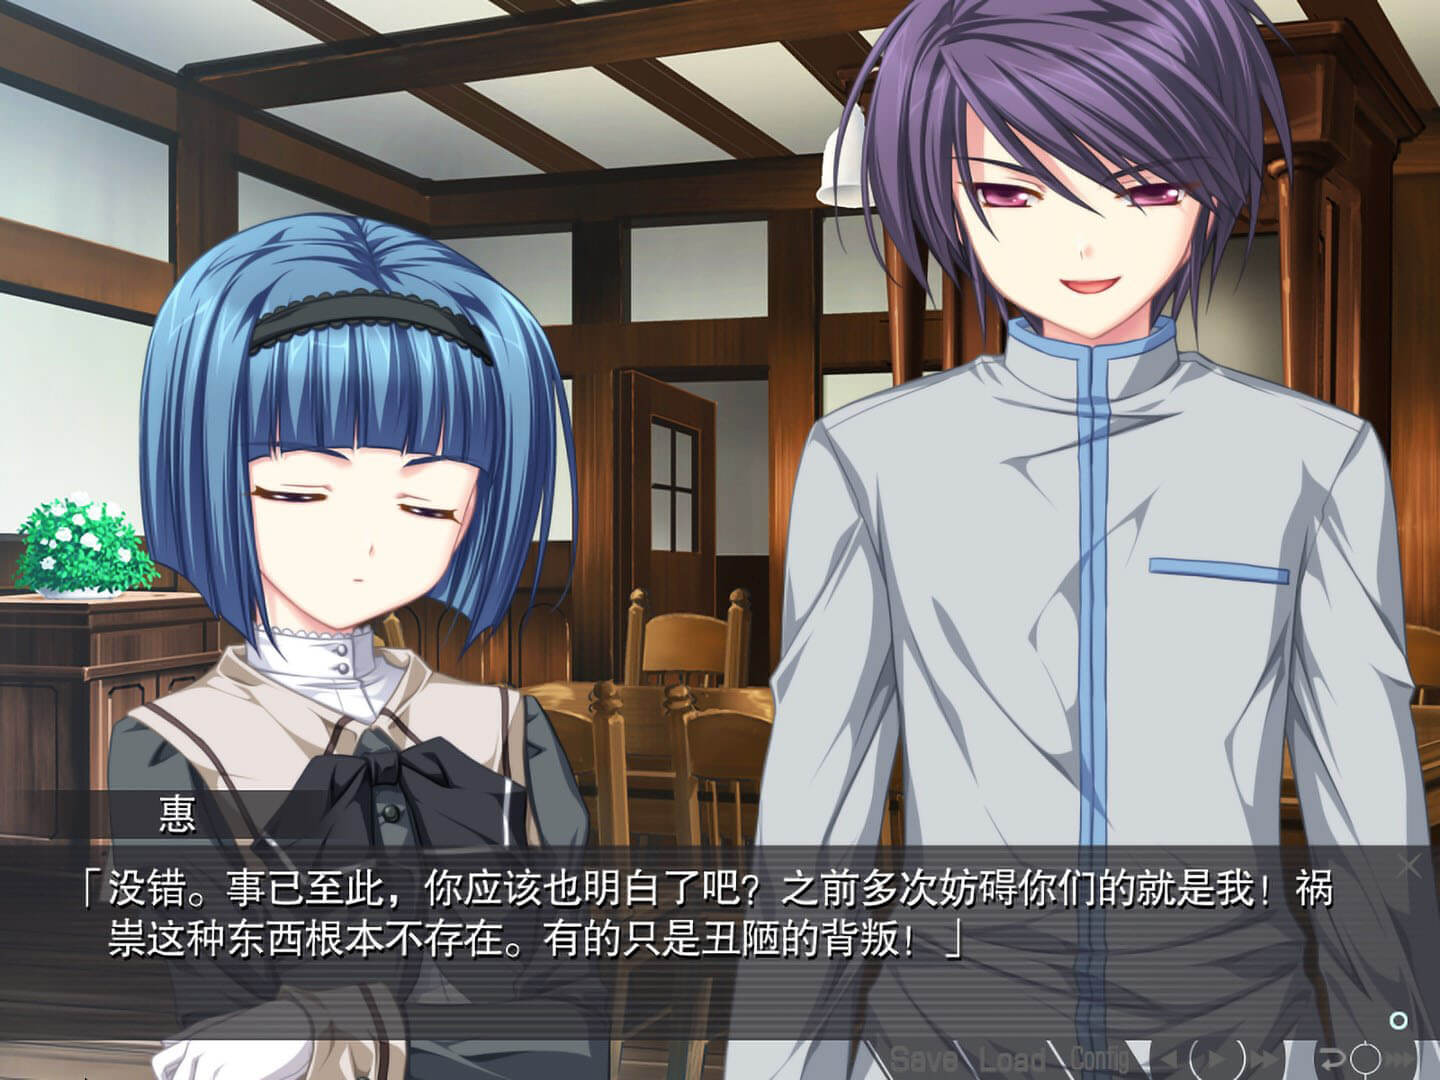 惠
「没错。事已至此，你应该也明白了吧？之前多次妨碍你们的就是我！祸
祟这种东西根本不存在。有的只是丑陋的背叛！」
Save Load Config